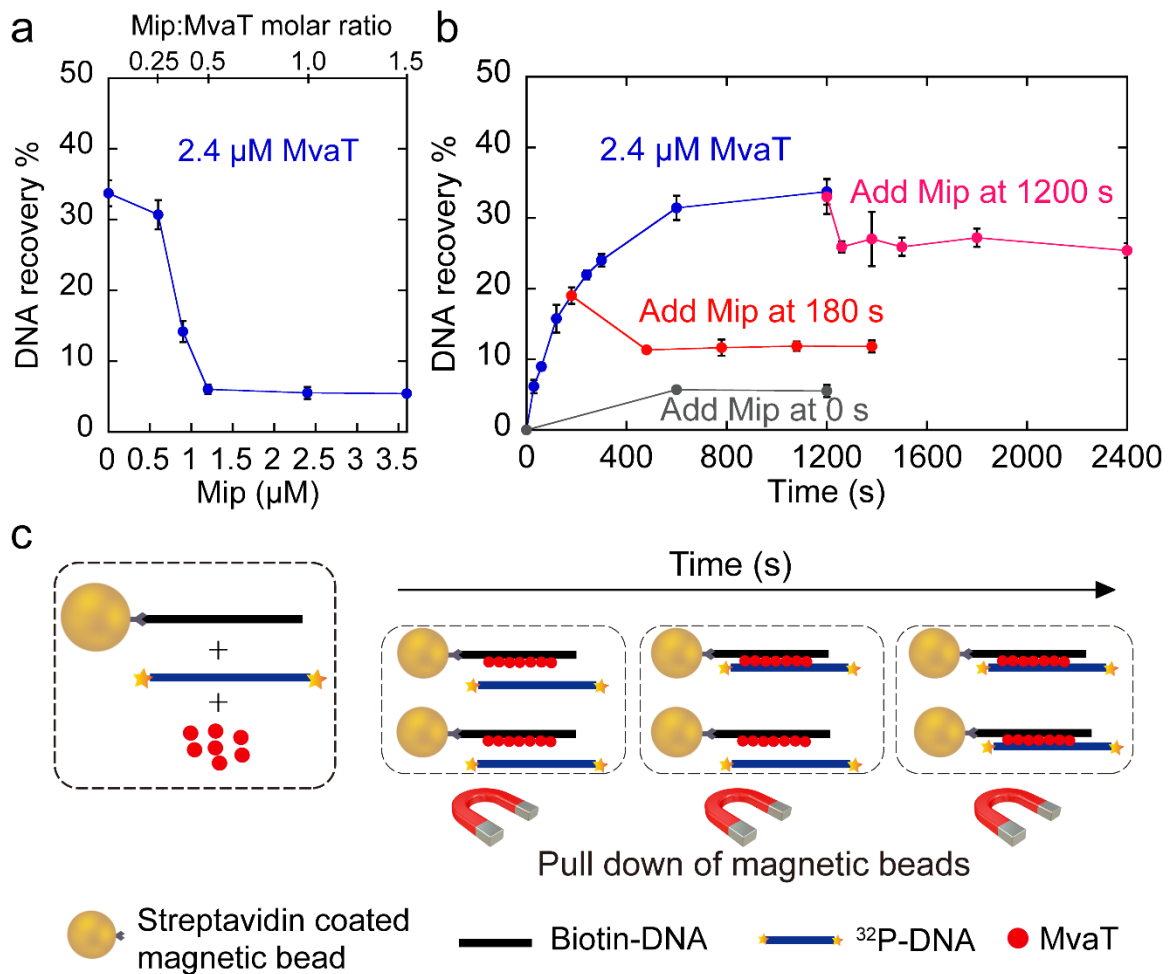 a
Mip:MvaT molar ratio
0.25 0.5 1.0 1.5
DNA recovery %
50
40
30
20
10
0
2.4 µM MvaT
0 0.5 1 1.5 2 2.5 3 3.5
Mip (µM)
b
DNA recovery %
50
40
30
20
10
0
2.4 µM MvaT
Add Mip at 1200 s
Add Mip at 180 s
Add Mip at 0 s
0 400 800 1200 1600 2000 2400
Time (s)
c
+
+
Time (s)
Pull down of magnetic beads
Streptavidin coated
magnetic bead
Biotin-DNA
³²P-DNA
MvaT